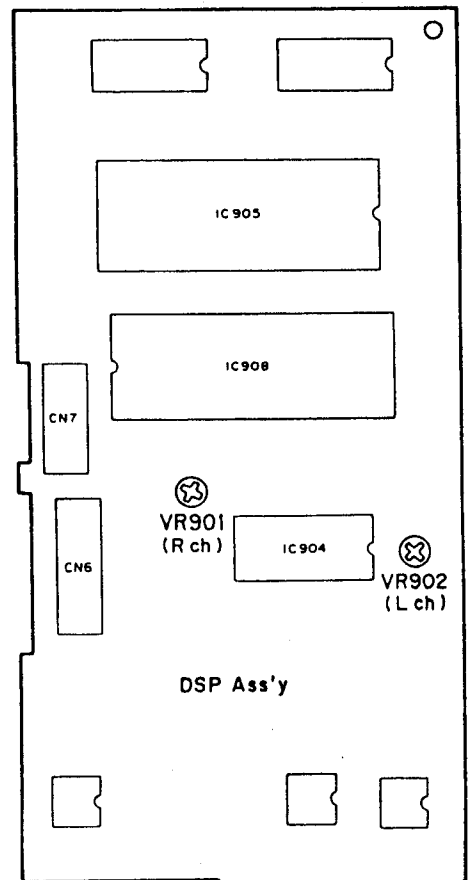 IC905
IC908
CN7
VR901
(R ch)
IC904
CN6
VR902
(L ch)
DSP Ass'y